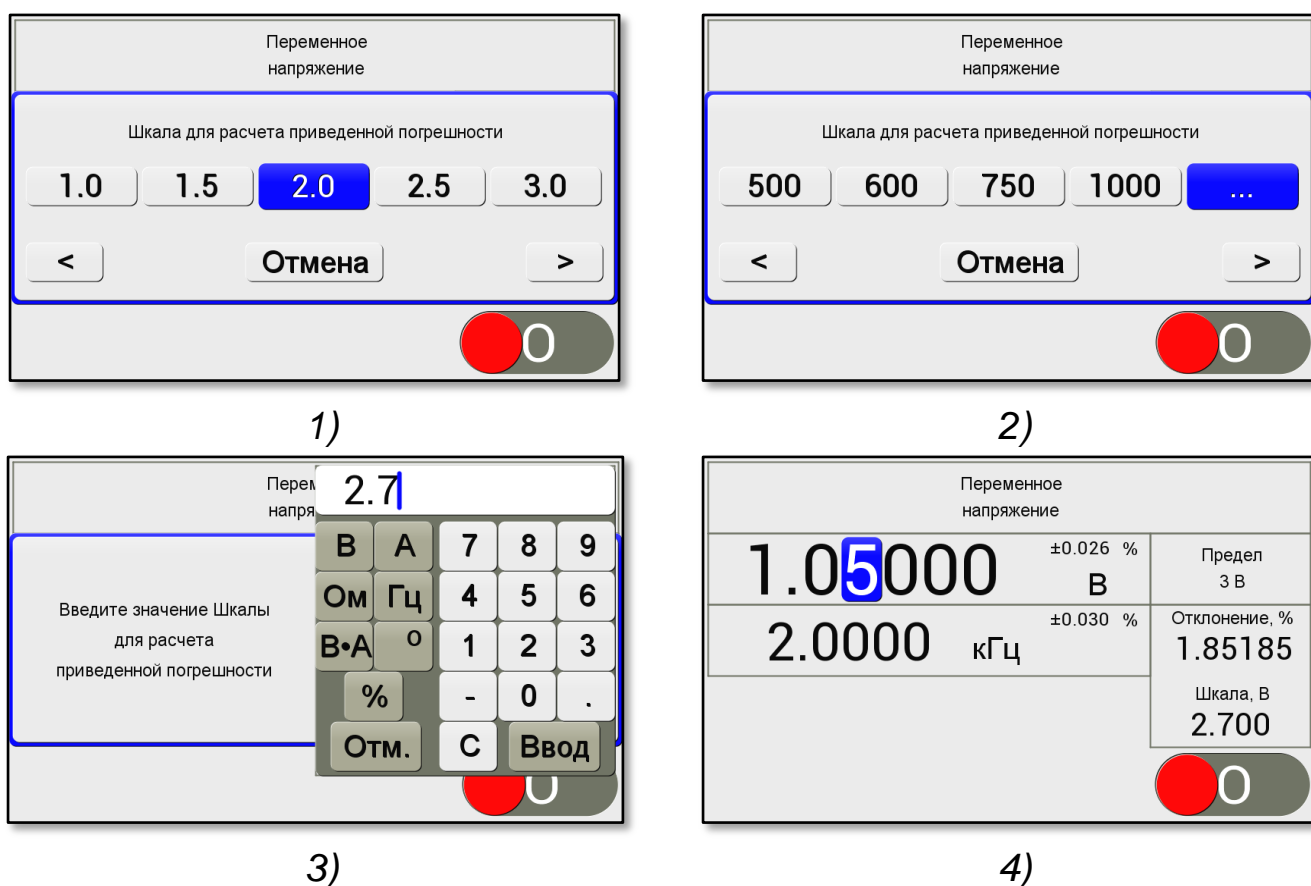 Переменное
напряжение
Шкала для расчета приведенной погрешности
1.0 1.5 2.0 2.5 3.0
< Отмена >
0
1)
Переменное
напряжение
Шкала для расчета приведенной погрешности
500 600 750 1000 ...
< Отмена >
0
2)
Перем
напря
2.7
Введите значение Шкалы
для расчета
приведенной погрешности
В А 7 8 9
Ом Гц 4 5 6
В•А о 1 2 3
% - 0 .
Отм. С Ввод
0
3)
Переменное
напряжение
1.05000 ±0.026 % В
Предел
3 В
2.0000 кГц ±0.030 %
Отклонение, %
1.85185
Шкала, В
2.700
0
4)